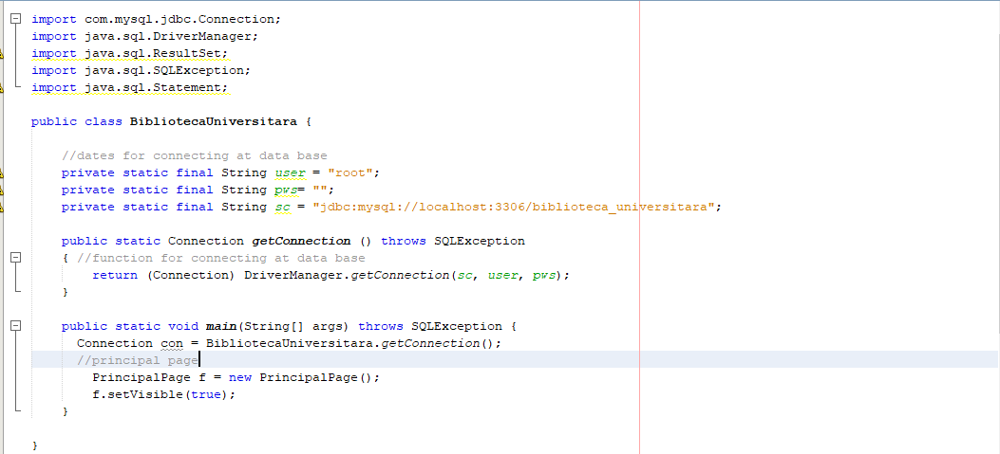 import com.mysql.jdbc.Connection;
import java.sql.DriverManager;
import java.sql.ResultSet;
import java.sql.SQLException;
import java.sql.Statement;
public class BibliotecaUniversitara {
//dates for connecting at data base
private static final String user = "root";
private static final String pws= "";
private static final String sc = "jdbc:mysql://localhost:3306/biblioteca_universitara";
public static Connection getConnection () throws SQLException
{ //function for connecting at data base
return (Connection) DriverManager.getConnection(sc, user, pws);
}
public static void main(String[] args) throws SQLException {
Connection con = BibliotecaUniversitara.getConnection();
//principal page
PrincipalPage f = new PrincipalPage();
f.setVisible(true);
}
}